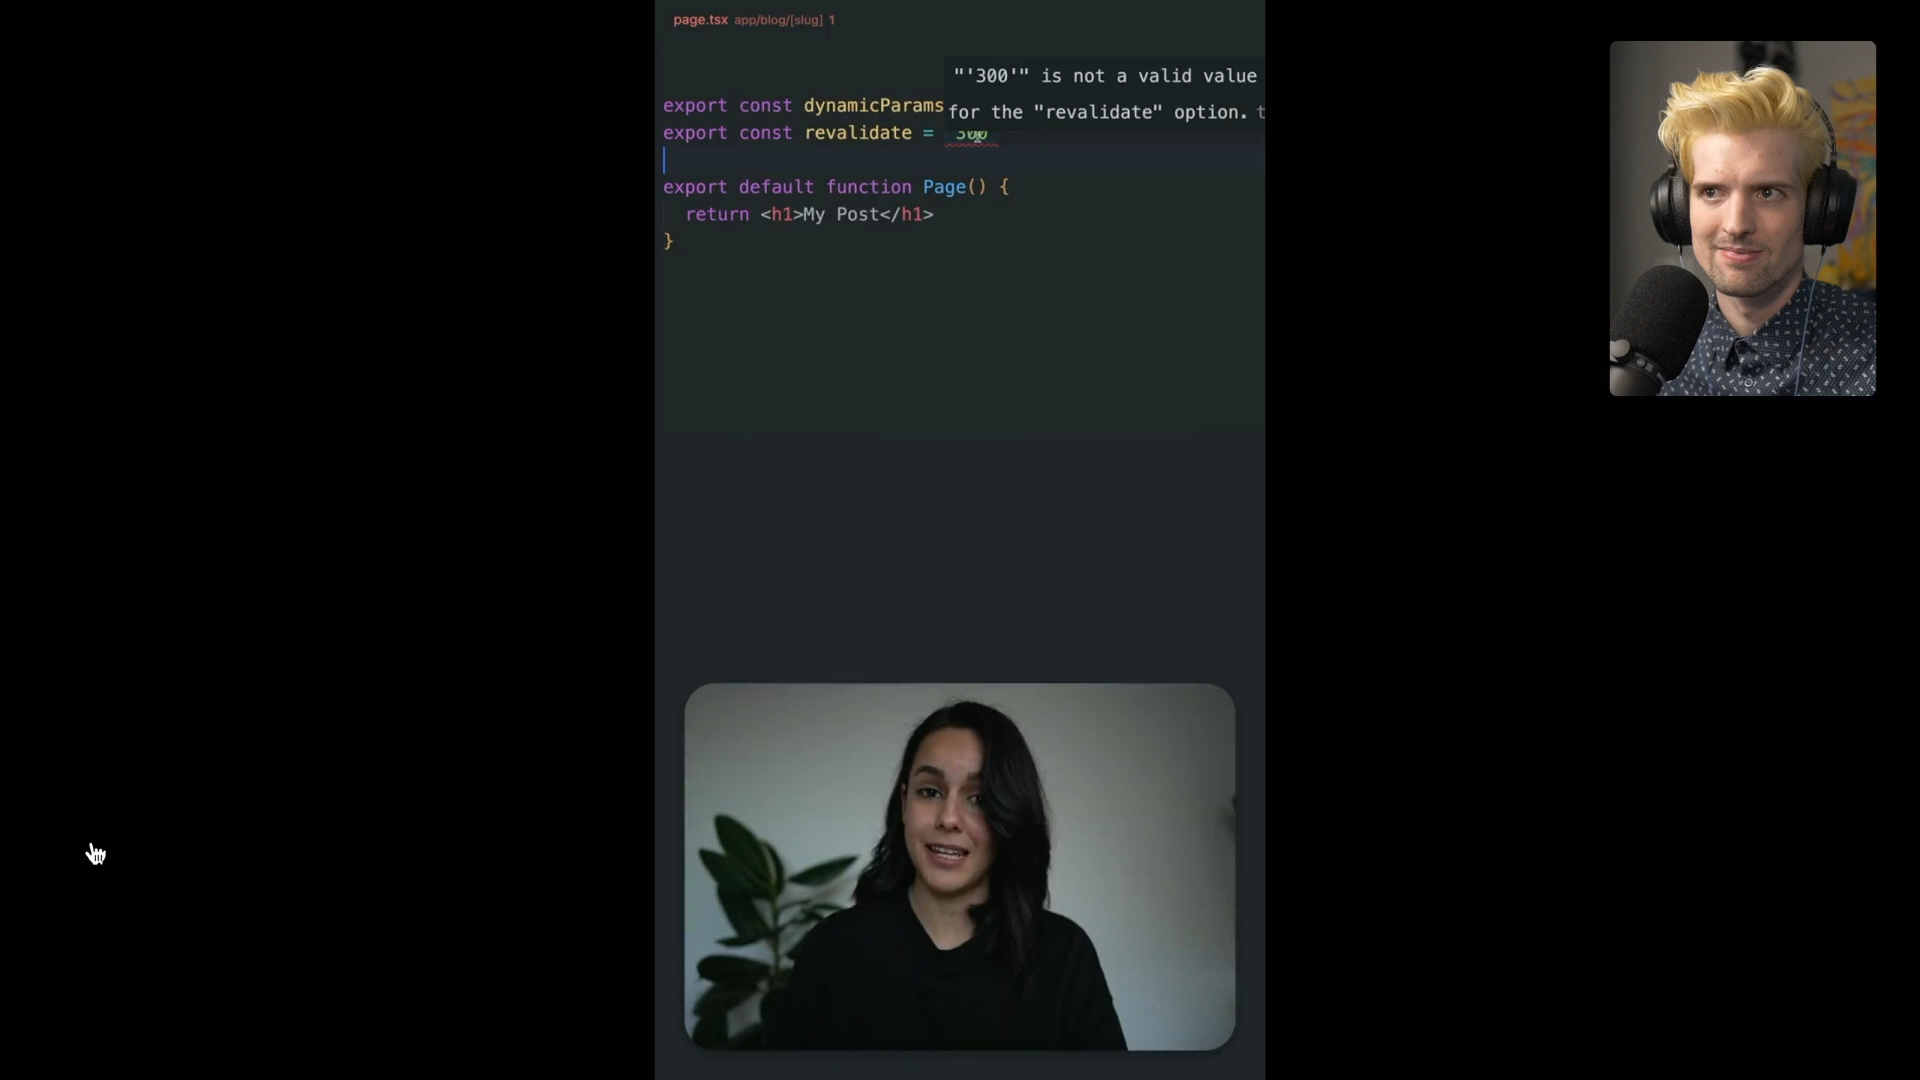 page.tsx app/blog/[slug] 1
"'300'" is not a valid value
for the "revalidate" option. t
export const dynamicParams
export const revalidate = '300'
export default function Page() {
return <h1>My Post</h1>
}